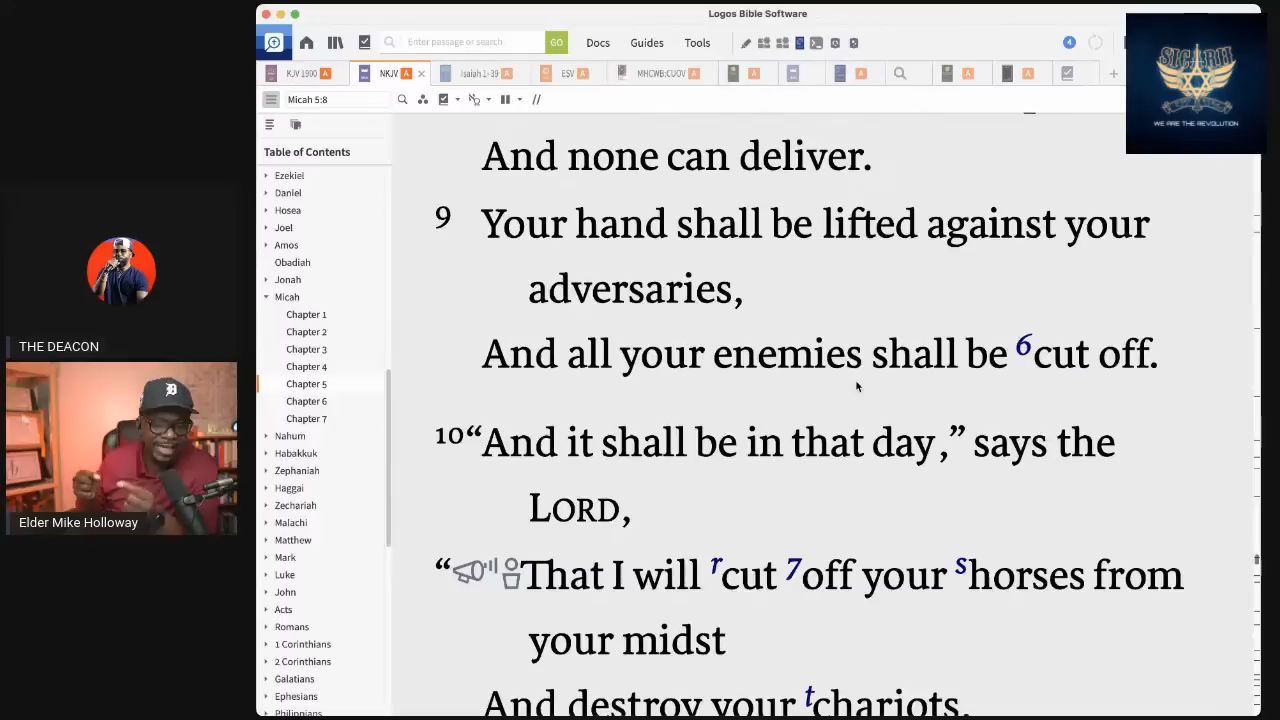 Logos Bible Software
Enter passage or search
GO
Docs
Guides
Tools
4
KJV 1900 A
NKJV A
Isaiah 1–39 A
ESV A
MHCWB:CUOV A
A
A
A
A
SICARII
WE ARE THE REVOLUTION
Micah 5:8
Table of Contents
Ezekiel
Daniel
Hosea
Joel
Amos
Obadiah
Jonah
Micah
Chapter 1
Chapter 2
Chapter 3
Chapter 4
Chapter 5
Chapter 6
Chapter 7
Nahum
Habakkuk
Zephaniah
Haggai
Zechariah
Malachi
Matthew
Mark
Luke
John
Acts
Romans
1 Corinthians
2 Corinthians
Galatians
Ephesians
Philippians
And none can deliver.
9 Your hand shall be lifted against your
adversaries,
And all your enemies shall be 6cut off.
10“And it shall be in that day,” says the
LORD,
“That I will rcut 7off your shorses from
your midst
And destroy your tchariots.
THE DEACON
D
Elder Mike Holloway